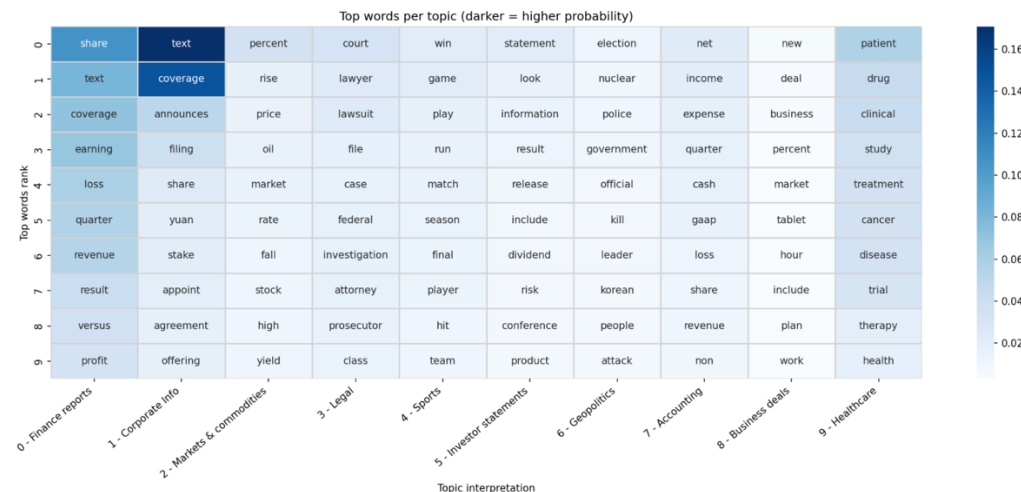 Top words per topic (darker = higher probability)
0 share text percent court win statement election net new patient
1 text coverage rise lawyer game look nuclear income deal drug
2 coverage announces price lawsuit play information police expense business clinical
3 earning filing oil file run result government quarter percent study
4 loss share market case match release official cash market treatment
5 quarter yuan rate federal season include kill gaap tablet cancer
6 revenue stake fall investigation final dividend leader loss hour disease
7 result appoint stock attorney player risk korean share include trial
8 versus agreement high prosecutor hit conference people revenue plan therapy
9 profit offering yield class team product attack non work health
Top words rank
0 - Finance reports
1 - Corporate Info
2 - Markets & commodities
3 - Legal
4 - Sports
5 - Investor statements
6 - Geopolitics
7 - Accounting
8 - Business deals
9 - Healthcare
Topic interpretation
0.16
0.14
0.12
0.10
0.08
0.06
0.04
0.02